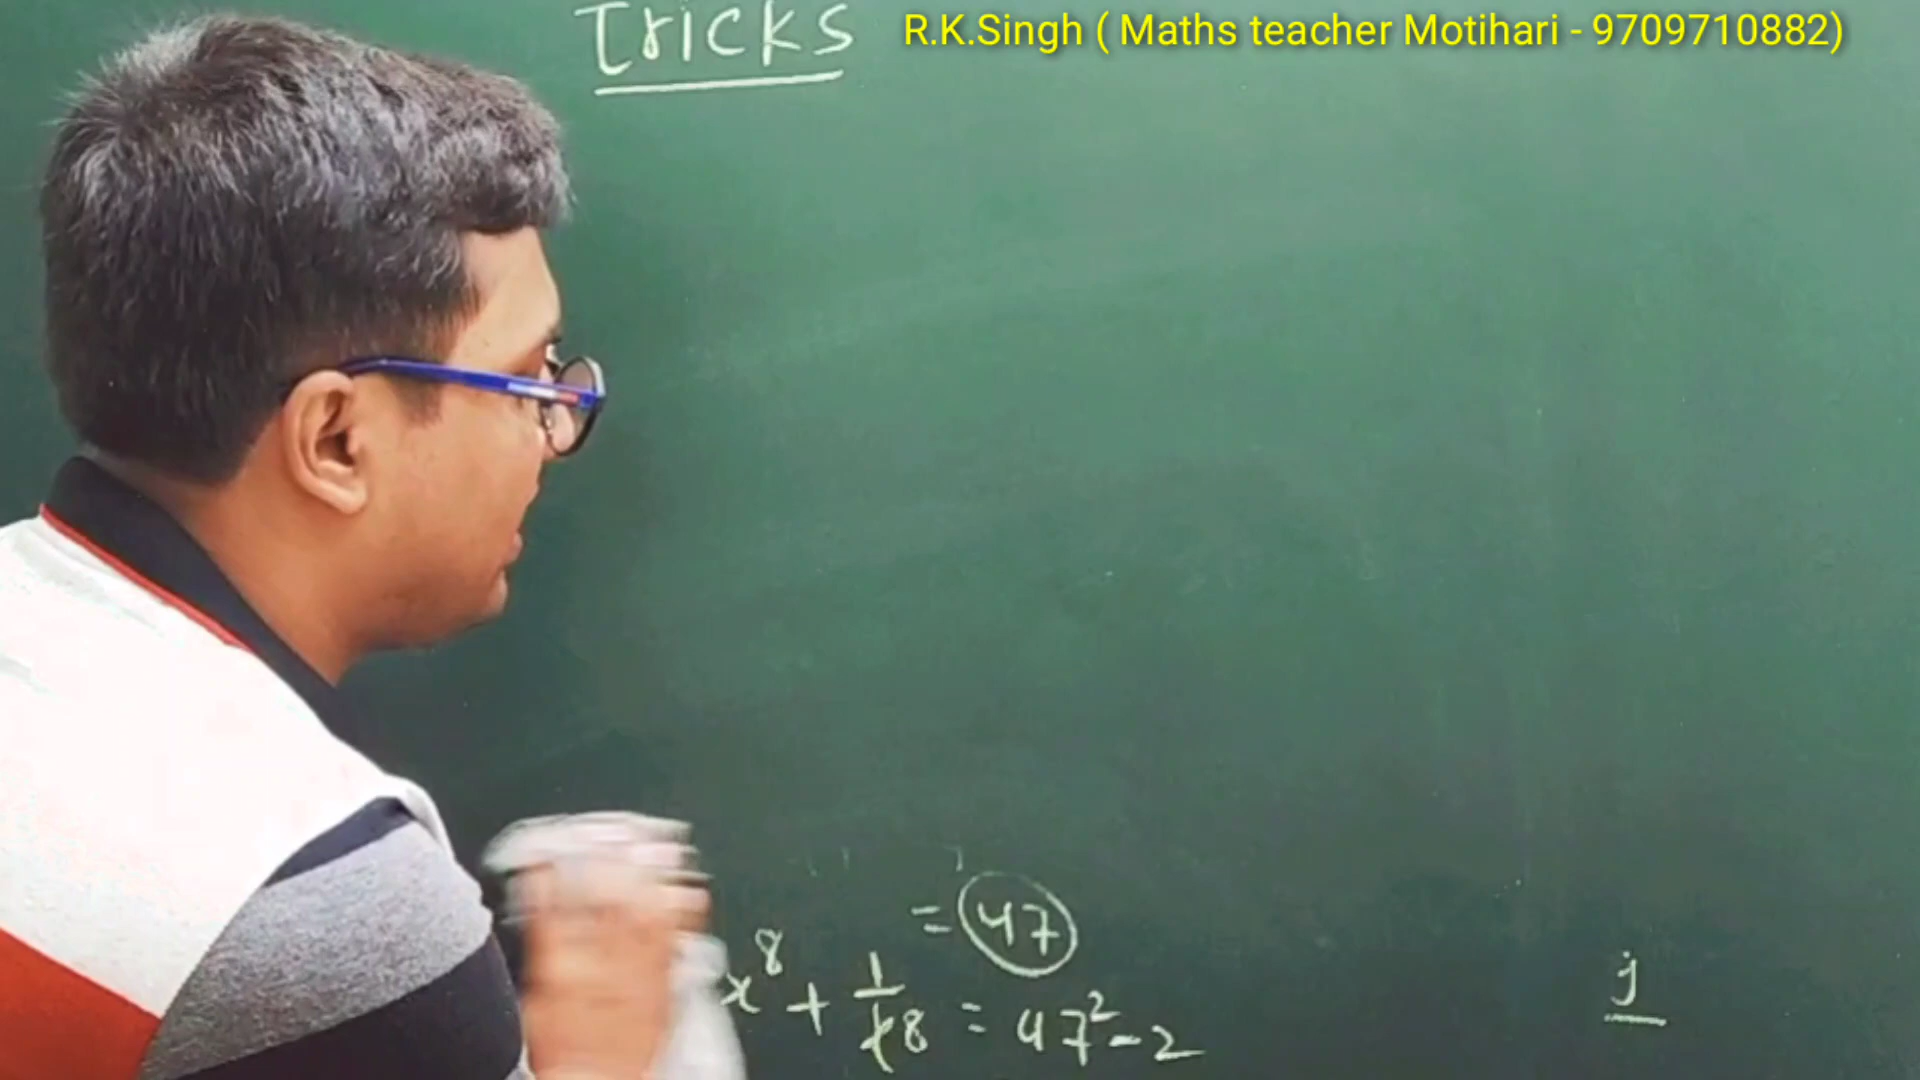 Tricks
R.K.Singh ( Maths teacher Motihari - 9709710882)
= 47
x⁸ + 1/x⁸ = 47² - 2